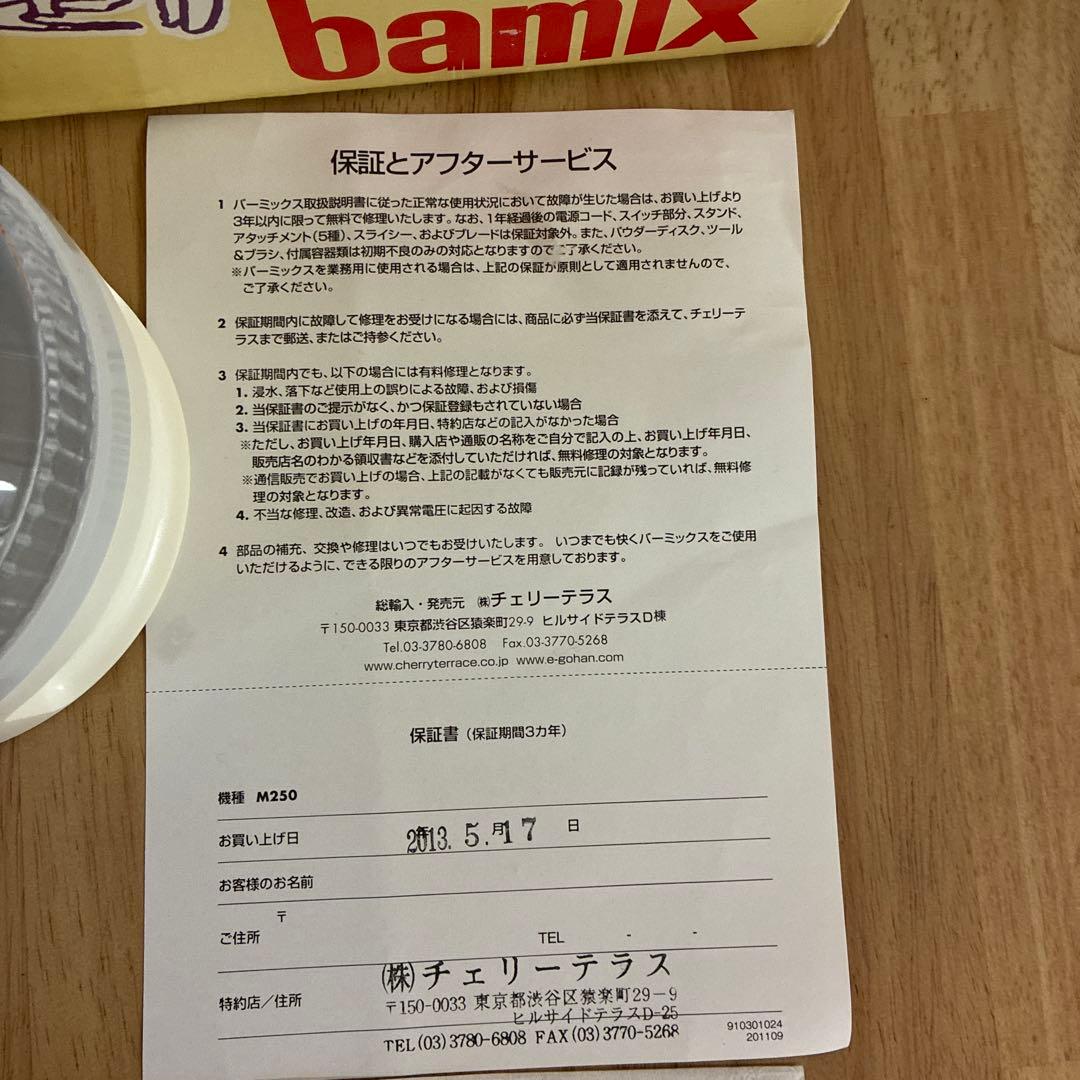 bamix
保証とアフターサービス
1 バーミックス取扱説明書に従った正常な使用状況において故障が生じた場合は、お買い上げより
3年以内に限って無料で修理いたします。なお、1年経過後の電源コード、スイッチ部分、スタンド、
アタッチメント(5種)、スライシー、およびブレードは保証対象外。また、パウダーディスク、ツール
&ブラシ、付属容器類は初期不良のみの対応となりますのでご了承ください。
※バーミックスを業務用に使用される場合は、上記の保証が原則として適用されませんので、
ご了承ください。
2 保証期間内に故障して修理をお受けになる場合には、商品に必ず当保証書を添えて、チェリーテ
ラスまで郵送、またはご持参ください。
3 保証期間内でも、以下の場合には有料修理となります。
1. 浸水、落下など使用上の誤りによる故障、および損傷
2. 当保証書のご提示がなく、かつ保証登録もされていない場合
3. 当保証書にお買い上げの年月日、特約店などの記入がなかった場合
※ただし、お買い上げ年月日、購入店や通販の名称をご自分で記入の上、お買い上げ年月日、
販売店名のわかる領収書などを添付していただければ、無料修理の対象となります。
※通信販売でお買い上げの場合、上記の記載がなくても販売元に記録が残っていれば、無料修
理の対象となります。
4. 不当な修理、改造、および異常電圧に起因する故障
4 部品の補充、交換や修理はいつでもお受けいたします。いつまでも快くバーミックスをご使用
いただけるように、できる限りのアフターサービスを用意しております。
総輸入・発売元 ㈱チェリーテラス
〒150-0033 東京都渋谷区猿楽町29-9 ヒルサイドテラスD棟
Tel.03-3780-6808 Fax.03-3770-5268
www.cherryterrace.co.jp www.e-gohan.com
保証書(保証期間3カ年)
機種 M250
お買い上げ日 2013年. 5.月17 日
お客様のお名前
〒
ご住所 TEL - -
(株)チェリーテラス
特約店/住所 〒150-0033 東京都渋谷区猿楽町29-9
ヒルサイドテラスD-25
TEL(03)3780-6808 FAX(03)3770-5268
910301024
201109